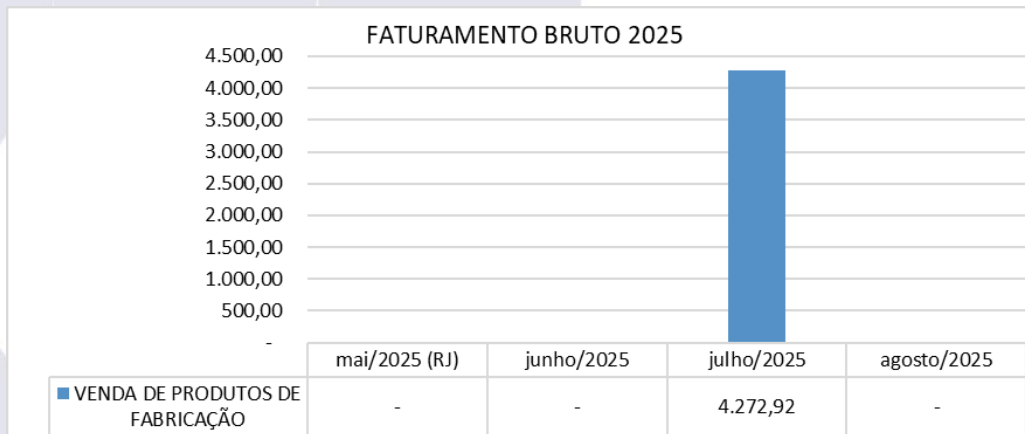 FATURAMENTO BRUTO 2025
4.500,00
4.000,00
3.500,00
3.000,00
2.500,00
2.000,00
1.500,00
1.000,00
500,00
-
mai/2025 (RJ) junho/2025 julho/2025 agosto/2025
VENDA DE PRODUTOS DE
FABRICAÇÃO
- - 4.272,92 -